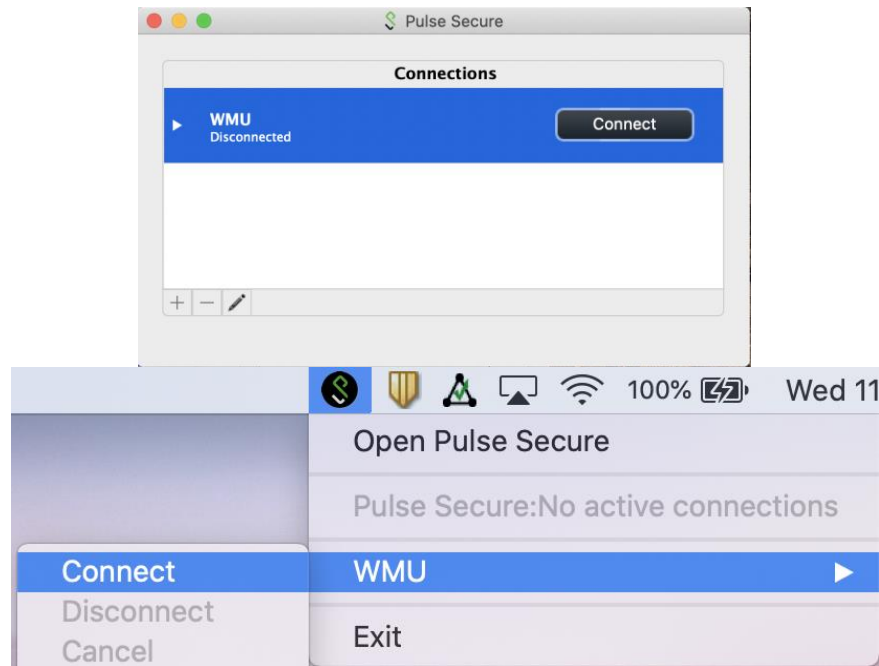 Pulse Secure
Connections
WMU
Disconnected
Connect
100% Wed 11
Open Pulse Secure
Pulse Secure:No active connections
WMU
Connect
Disconnect
Cancel
Exit